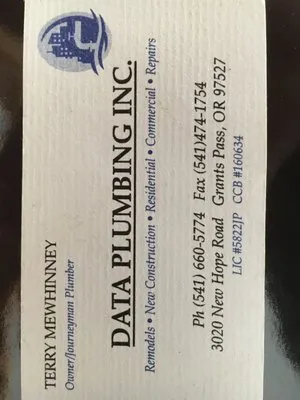 TERRY MEWHINNEY
Owner/Journeyman Plumber
DATA PLUMBING INC.
Remodels • New Construction • Residential • Commercial • Repairs
Ph (541) 660-5774 Fax (541)474-1754
3020 New Hope Road Grants Pass, OR 97527
LIC #5822JP CCB #160634